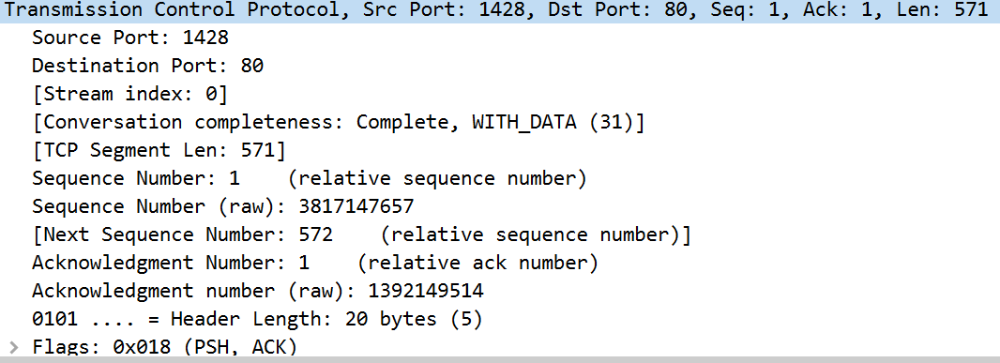 Transmission Control Protocol, Src Port: 1428, Dst Port: 80, Seq: 1, Ack: 1, Len: 571
Source Port: 1428
Destination Port: 80
[Stream index: 0]
[Conversation completeness: Complete, WITH_DATA (31)]
[TCP Segment Len: 571]
Sequence Number: 1    (relative sequence number)
Sequence Number (raw): 3817147657
[Next Sequence Number: 572    (relative sequence number)]
Acknowledgment Number: 1    (relative ack number)
Acknowledgment number (raw): 1392149514
0101 .... = Header Length: 20 bytes (5)
Flags: 0x018 (PSH, ACK)